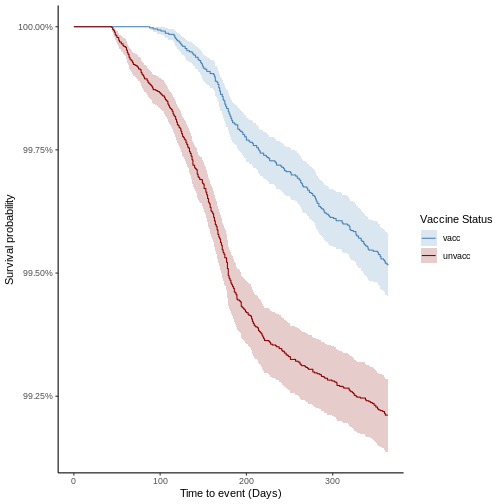 100.00%
99.75%
99.50%
99.25%
Survival probability
0
100
200
300
Time to event (Days)
Vaccine Status
vacc
unvacc